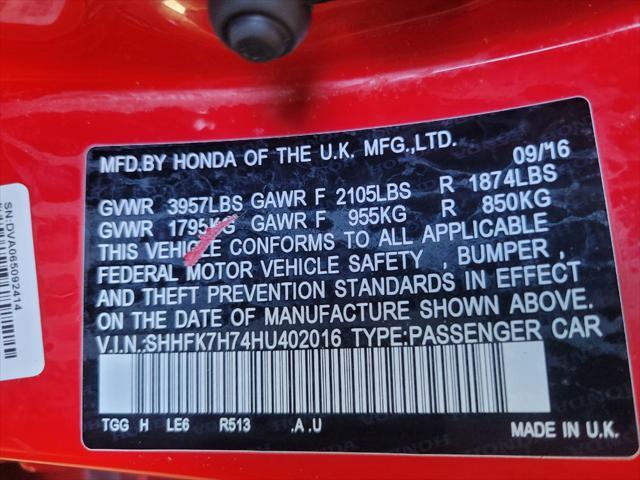 MFD.BY HONDA OF THE U.K. MFG.,LTD. 09/16
GVWR 3957LBS GAWR F 2105LBS R 1874LBS
GVWR 1795KG GAWR F 955KG R 850KG
THIS VEHICLE CONFORMS TO ALL APPLICABLE
FEDERAL MOTOR VEHICLE SAFETY , BUMPER ,
AND THEFT PREVENTION STANDARDS IN EFFECT
ON THE DATE OF MANUFACTURE SHOWN ABOVE.
V.I.N.:SHHFK7H74HU402016 TYPE:PASSENGER CAR
TGG H LE6 R513 .A .U
MADE IN U.K.
SN:DVA065092414